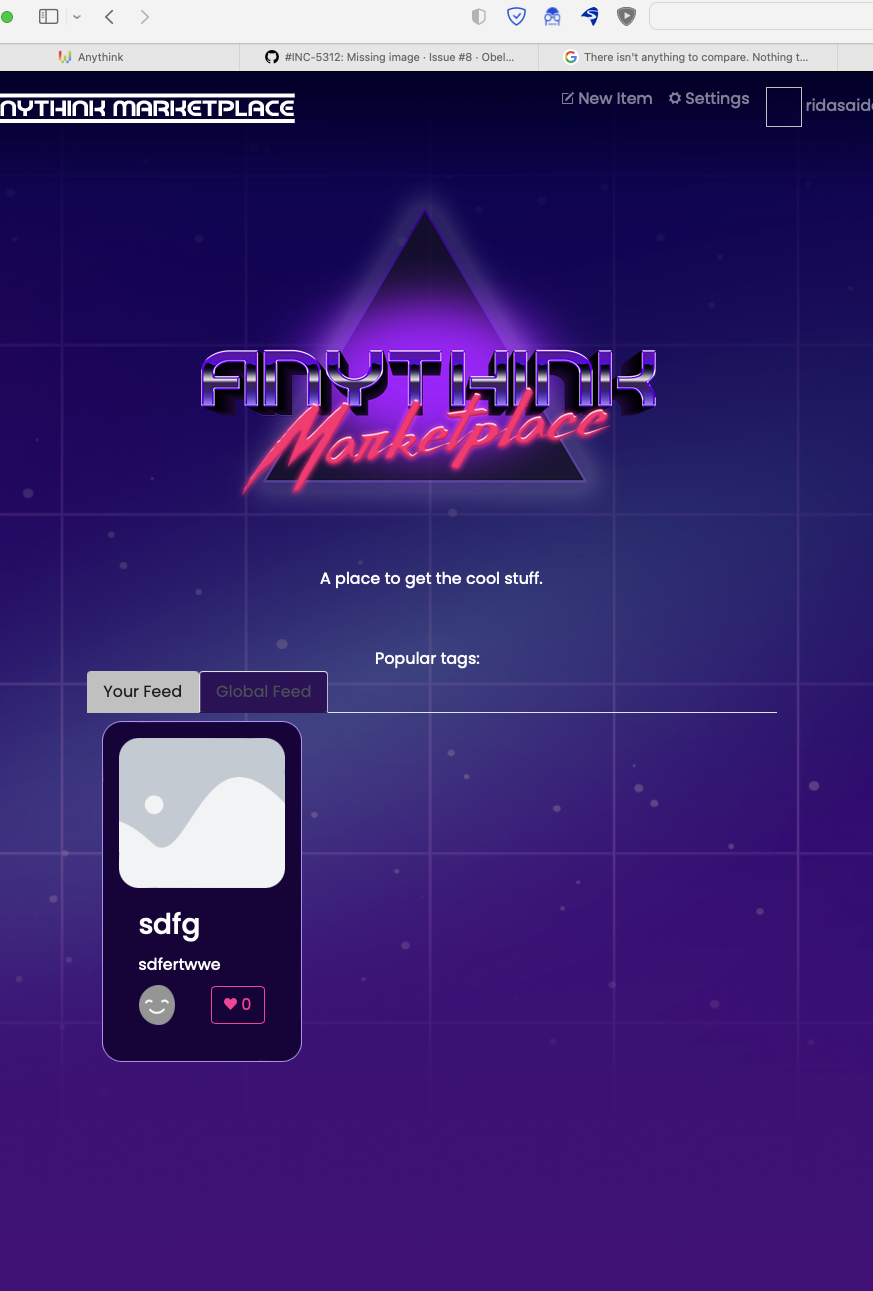 Anythink
#INC-5312: Missing image · Issue #8 · Obel...
There isn't anything to compare. Nothing t...
NYTHINK MARKETPLACE
New Item
Settings
ridasaid
ANYTHINK
Marketplace
A place to get the cool stuff.
Popular tags:
Your Feed
Global Feed
sdfg
sdfertwwe
0